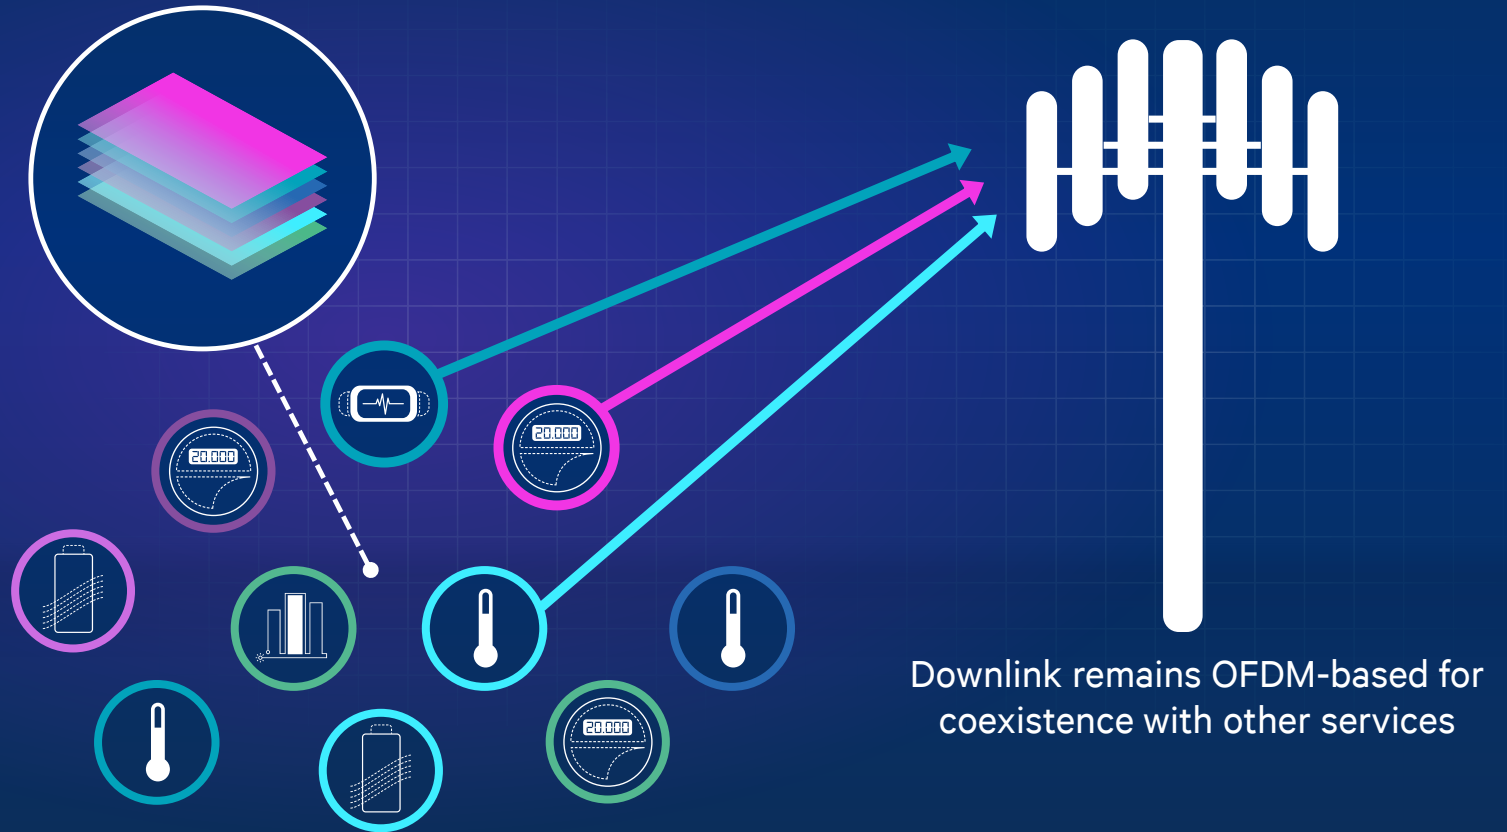 20.000
20.000
20.000
Downlink remains OFDM-based for
coexistence with other services